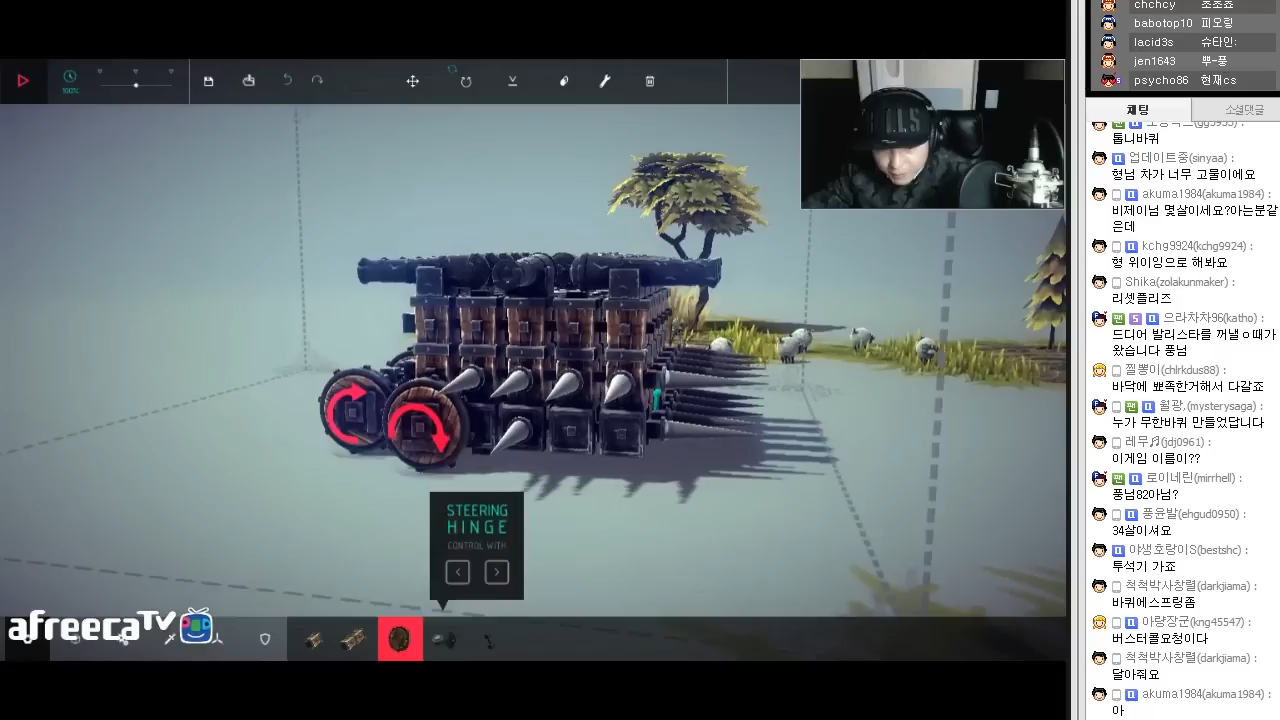 chchcy 조조쵸
babotop10 피오링
lacid3s 슈타인:
jen1643 뿌-풍
psycho86 현재cs
채팅
소셜댓글
톱니바퀴
업데이트중(sinyaa) :
형님 차가 너무 고물이에요
akuma1984(akuma1984) :
비제이님 몇살이세요?아는분같
은데
kchg9924(kchg9924) :
형 위이잉으로 해봐요
Shika(zolakunmaker) :
리셋플리즈
으라차차96(katho) :
드디어 발리스타를 꺼낼ㅇ때가
왔습니다 풍님
찔뿡이(chirkdus88) :
바닥에 뾰족한거해서 다갈죠
월광,(mysterysaga) :
누가 무한바퀴 만들었답니다
레무♬(jdj0961) :
이게임 이름이??
로이네린(mirrhell) :
풍님82아님?
풍윤발(ehgud0950) :
34살이셔요
야생호랑이S(bestshc) :
투석기 가죠
척척박사창렬(darkjiama) :
바퀴에스프링좀
아량장군(kng45547) :
버스터콜요청이다
척척박사창렬(darkjiama) :
달아줘요
akuma1984(akuma1984) :
아
100%
STEERING
HINGE
CONTROL WITH
< >
afreecaTV